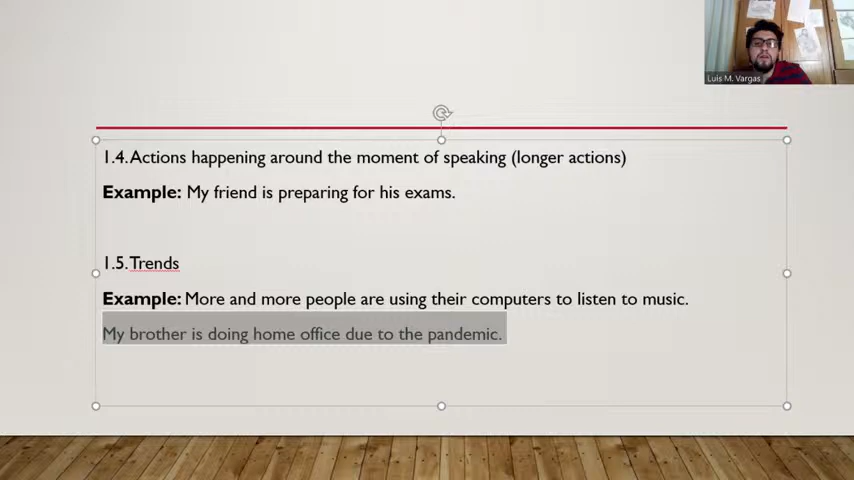 Luis M. Vargas
1.4. Actions happening around the moment of speaking (longer actions)
Example: My friend is preparing for his exams.
1.5. Trends
Example: More and more people are using their computers to listen to music.
My brother is doing home office due to the pandemic.